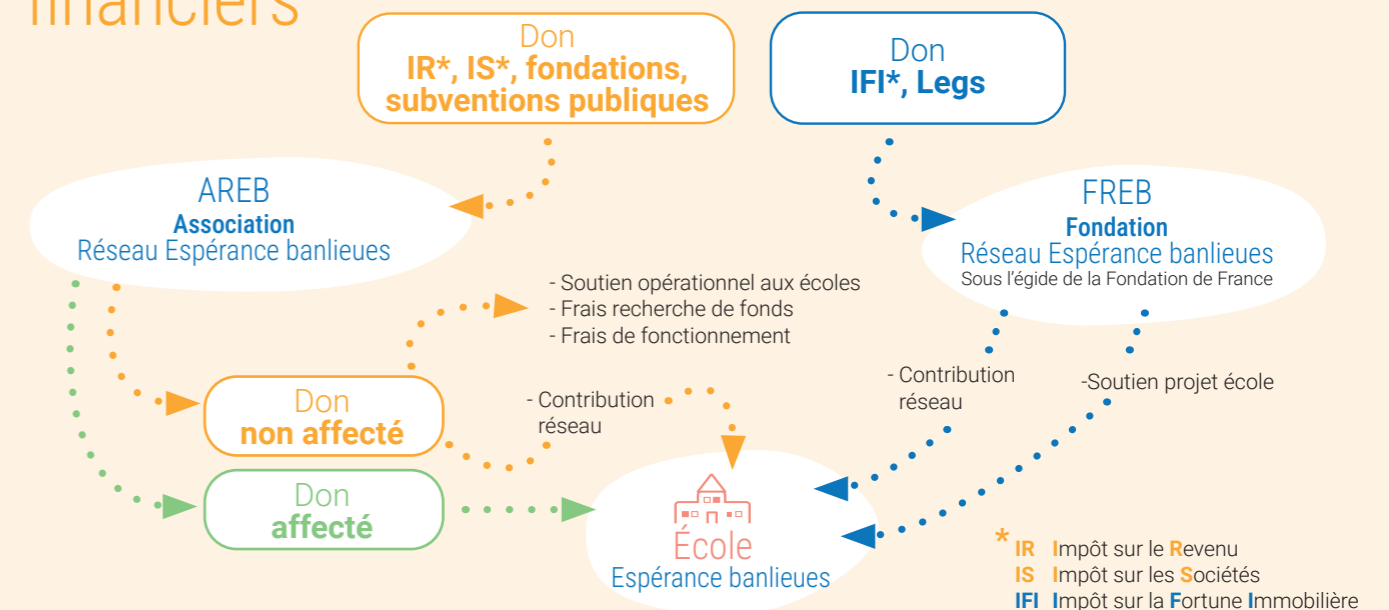 financiers
Don
IR*, IS*, fondations,
subventions publiques
Don
IFI*, Legs
AREB
Association
Réseau Espérance banlieues
FREB
Fondation
Réseau Espérance banlieues
Sous l'égide de la Fondation de France
- Soutien opérationnel aux écoles
- Frais recherche de fonds
- Frais de fonctionnement
Don
non affecté
- Contribution
réseau
- Contribution
réseau
-Soutien projet école
Don
affecté
École
Espérance banlieues
* IR Impôt sur le Revenu
IS Impôt sur les Sociétés
IFI Impôt sur la Fortune Immobilière